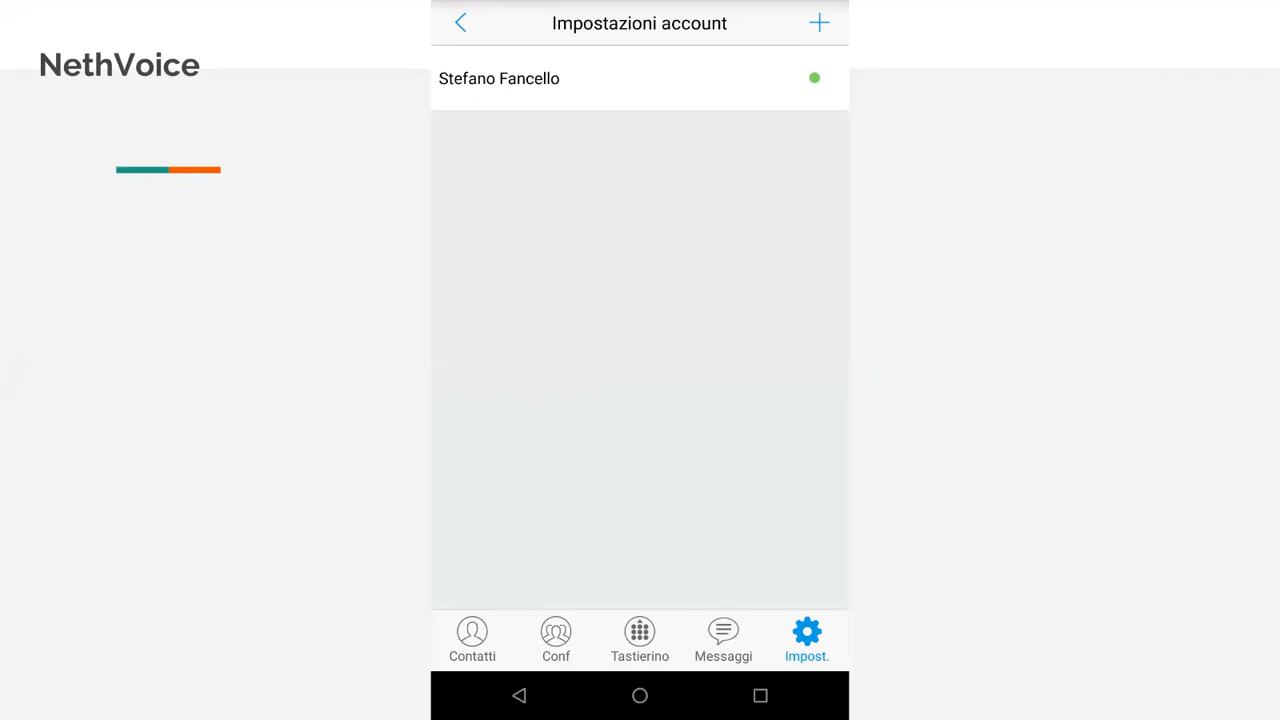 NethVoice
Impostazioni account
Stefano Fancello
Contatti
Conf
Tastierino
Messaggi
Impost.